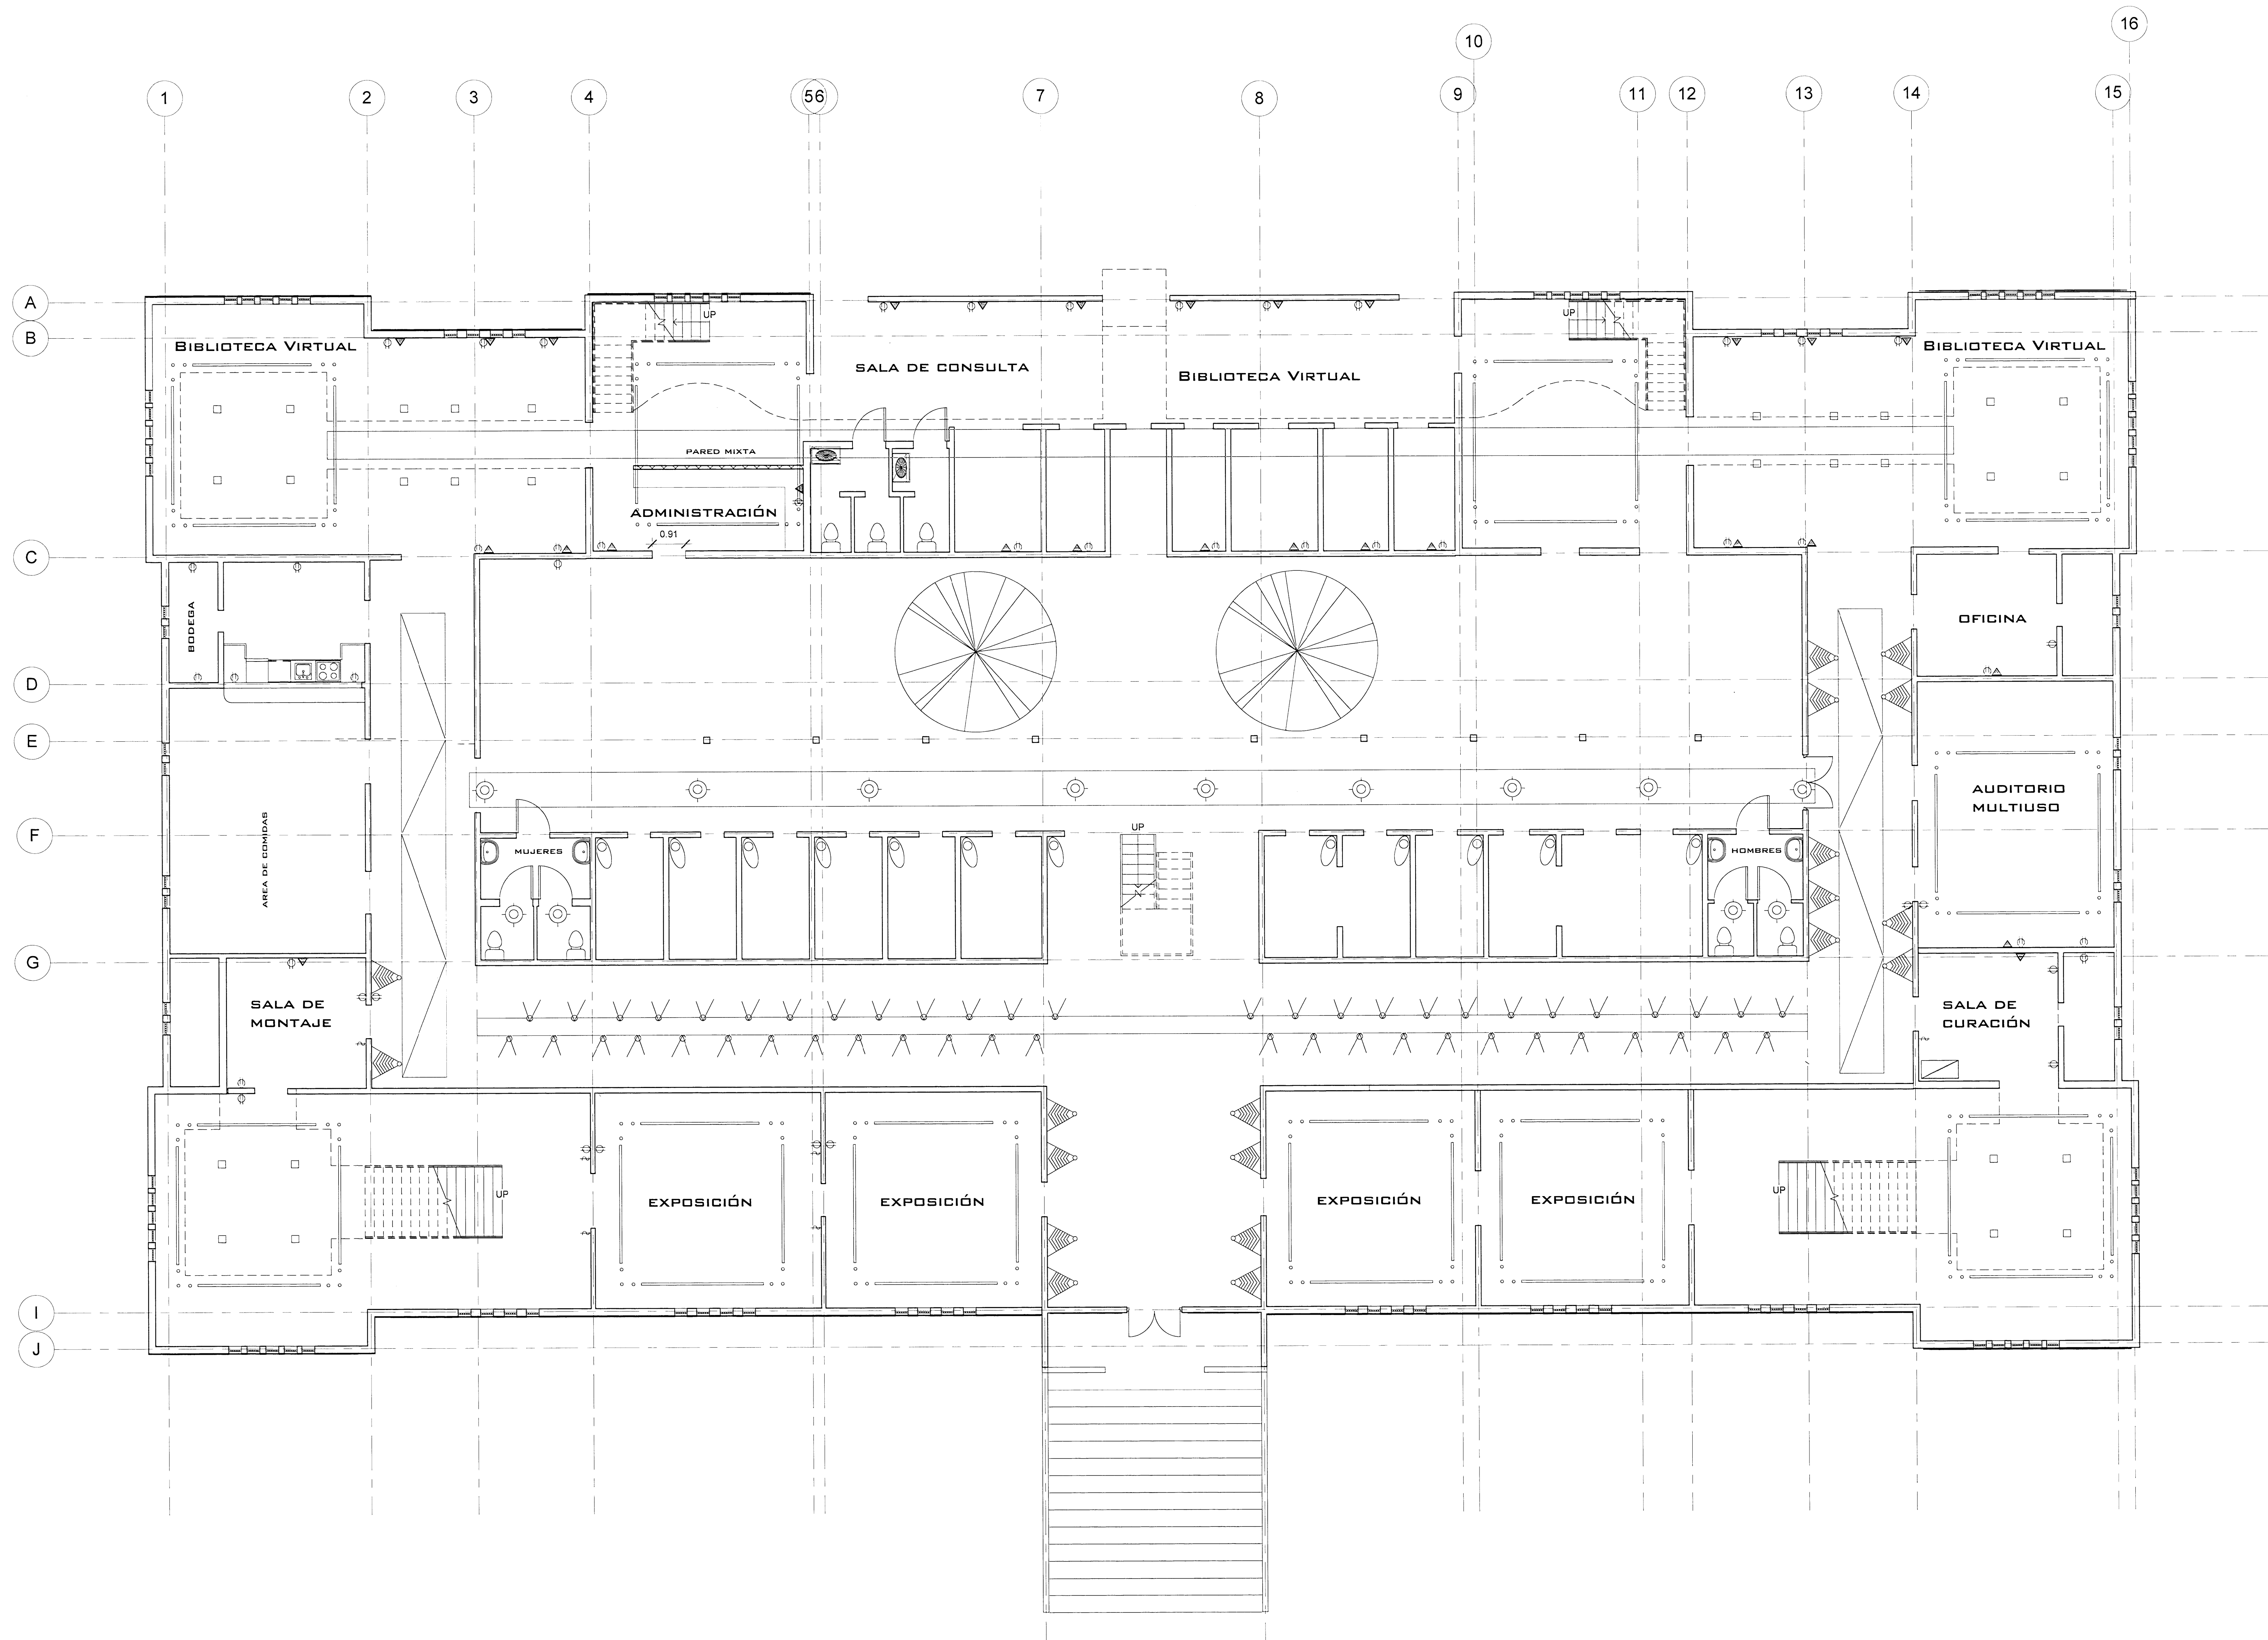 16
10
1
2
3
4
5
6
7
8
9
11
12
13
14
15
A
UP
UP
B
BIBLIOTECA VIRTUAL
BIBLIOTECA VIRTUAL
SALA DE CONSULTA
BIBLIOTECA VIRTUAL
PARED MIXTA
ADMINISTRACIÓN
0.91
C
BODEGA
OFICINA
D
E
AUDITORIO
MULTIUSO
AREA DE COMIDAS
F
UP
MUJERES
HOMBRES
G
SALA DE
MONTAJE
SALA DE
CURACIÓN
UP
UP
EXPOSICIÓN
EXPOSICIÓN
EXPOSICIÓN
EXPOSICIÓN
I
J